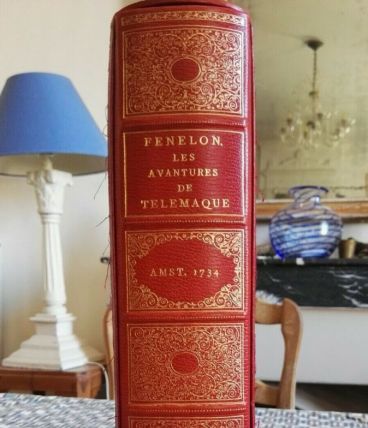 FENELON.
LES
AVANTURES
DE
TELEMAQUE
AMST. 1734